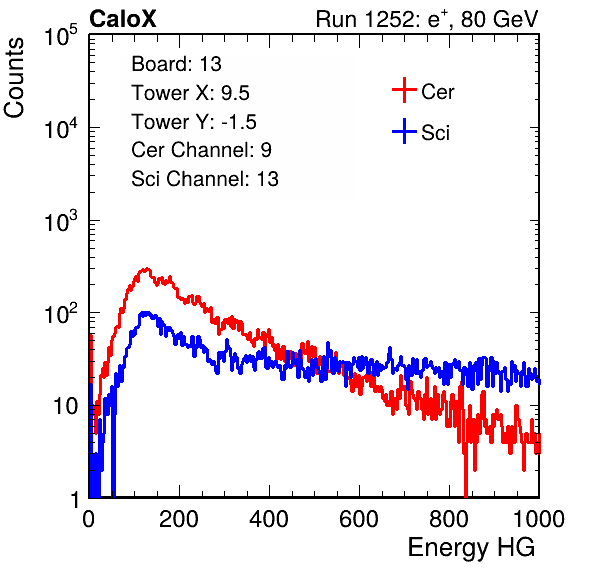 CaloX Run 1252: e⁺, 80 GeV
Counts
10⁵
10⁴
10³
10²
10
1
Board: 13
Tower X: 9.5
Tower Y: -1.5
Cer Channel: 9
Sci Channel: 13
Cer
Sci
0 200 400 600 800 1000
Energy HG